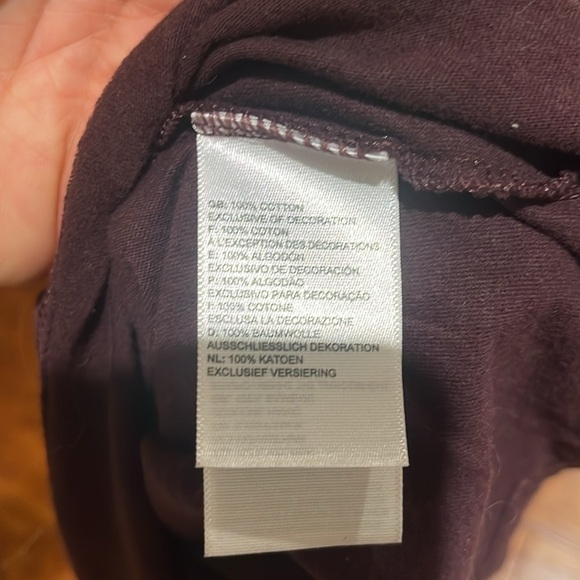 GB: 100% COTTON
EXCLUSIVE OF DECORATION
F: 100% COTON
À L'EXCEPTION DES DÉCORATIONS
E: 100% ALGODÓN
EXCLUSIVO DE DECORACIÓN
P: 100% ALGODÃO
EXCLUSIVO PARA DECORAÇÃO
I: 100% COTONE
ESCLUSA LA DECORAZIONE
D: 100% BAUMWOLLE
AUSSCHLIESSLICH DEKORATION
NL: 100% KATOEN
EXCLUSIEF VERSIERING